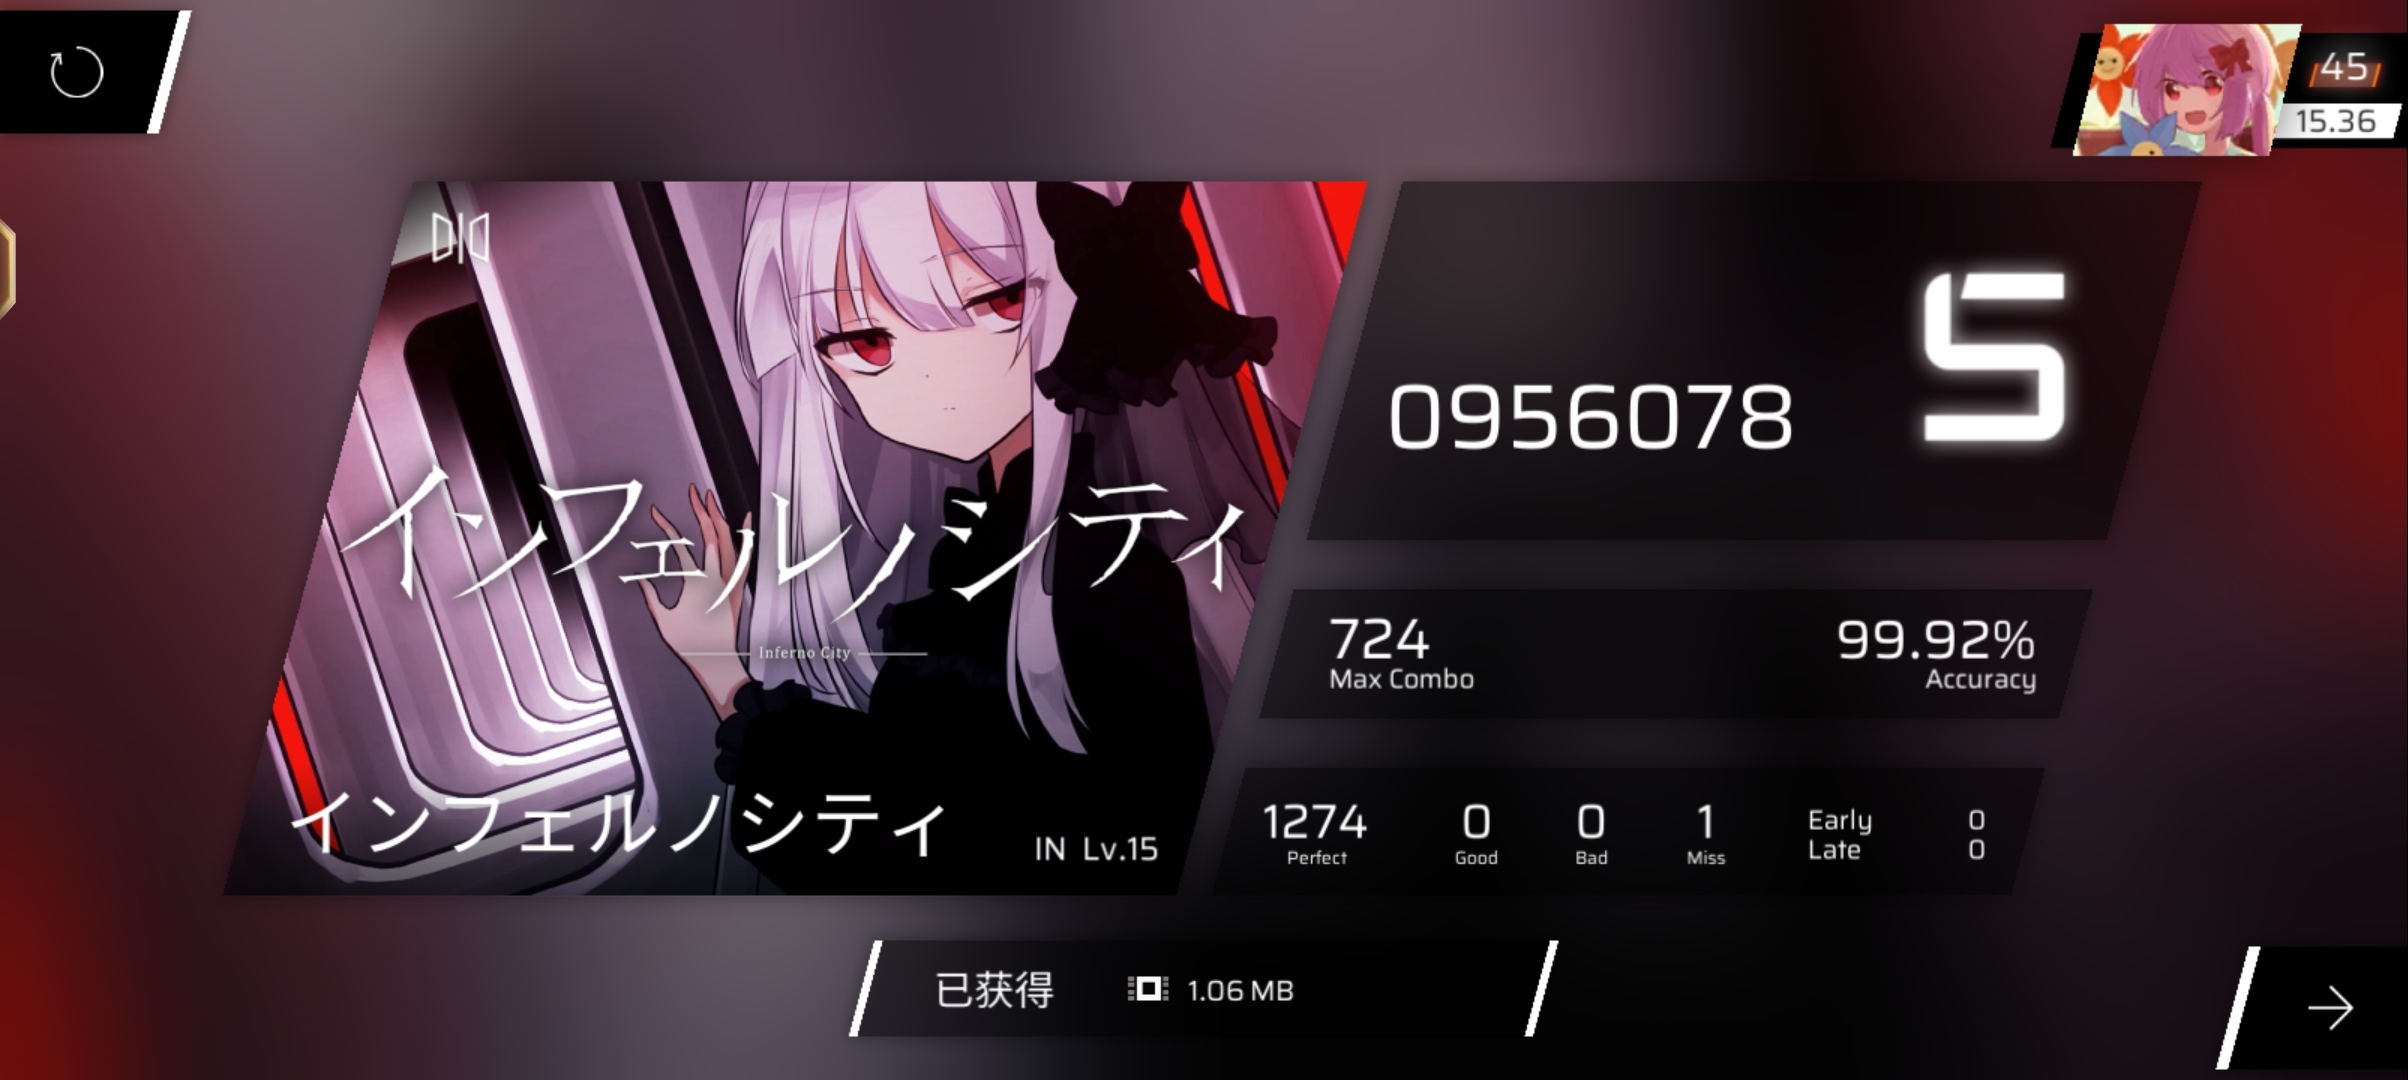 45
15.36
インフェルノシティ
Inferno City
インフェルノシティ
IN Lv.15
0956078
S
724
Max Combo
99.92%
Accuracy
1274 0 0 1
Perfect Good Bad Miss
Early 0
Late 0
已获得 1.06 MB